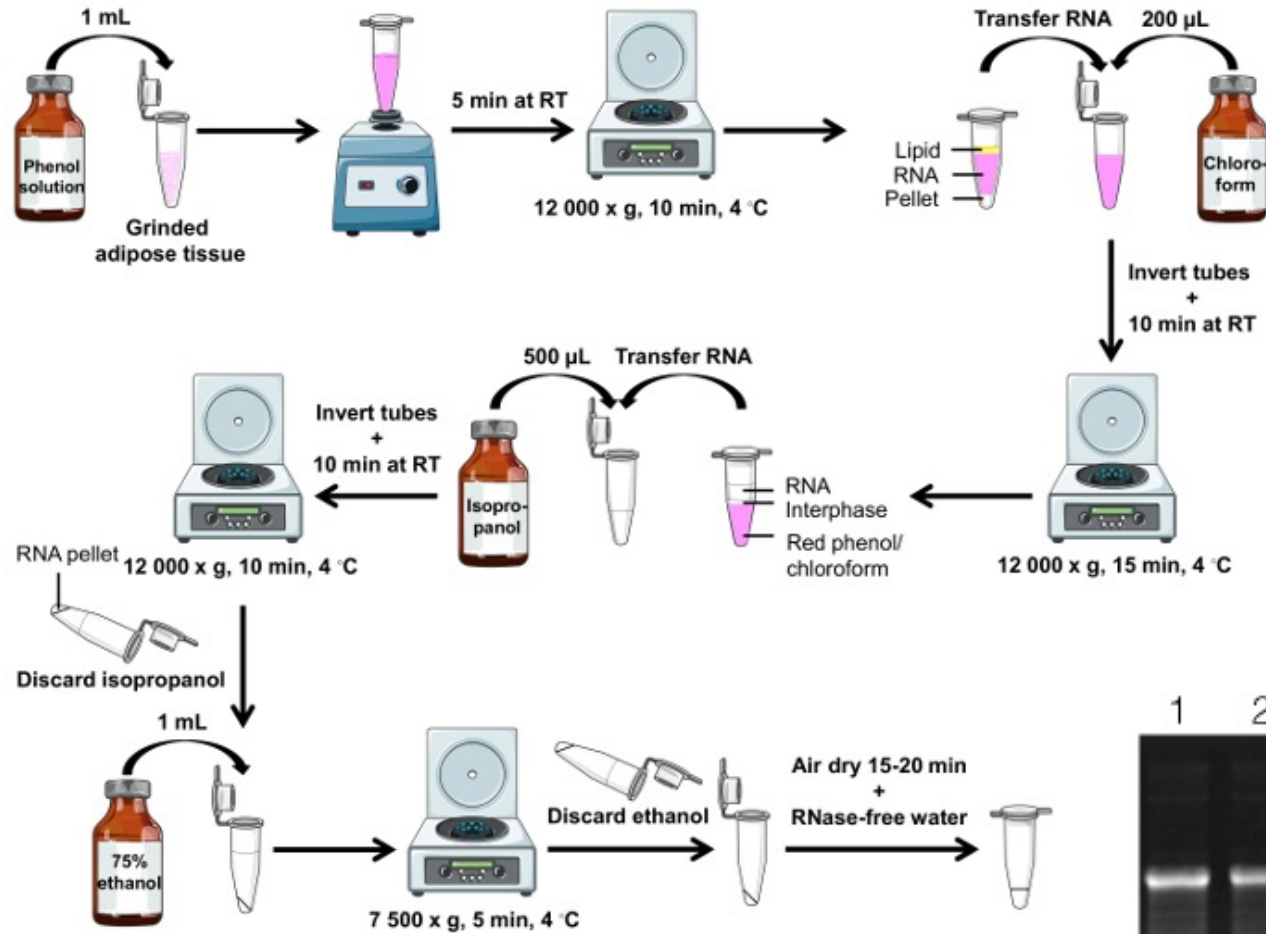 1 mL
Phenol
solution
Grinded
adipose tissue
5 min at RT
12 000 x g, 10 min, 4 °C
Transfer RNA
200 µL
Lipid
RNA
Pellet
Chloro-
form
Invert tubes
+
10 min at RT
12 000 x g, 15 min, 4 °C
RNA
Interphase
Red phenol/
chloroform
Transfer RNA
500 µL
Isopro-
panol
Invert tubes
+
10 min at RT
12 000 x g, 10 min, 4 °C
RNA pellet
Discard isopropanol
1 mL
75%
ethanol
7 500 x g, 5 min, 4 °C
Discard ethanol
Air dry 15-20 min
+
RNase-free water
1
2